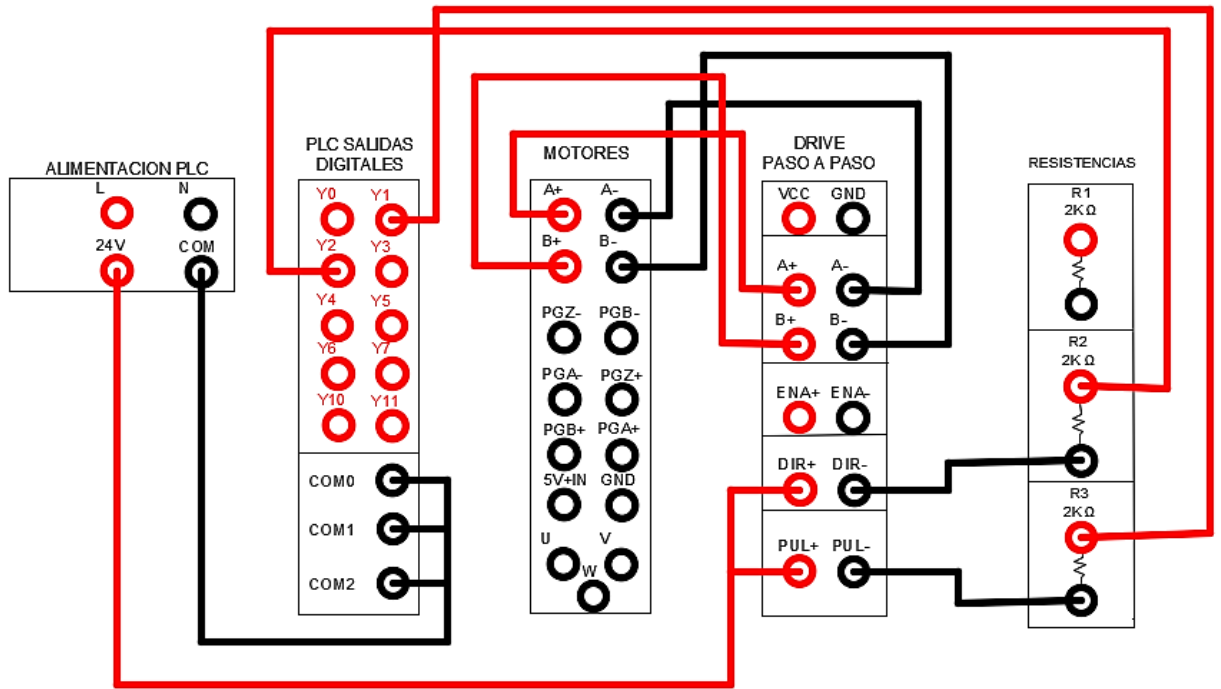 ALIMENTACION PLC
L N
24V COM
PLC SALIDAS
DIGITALES
Y0 Y1
Y2 Y3
Y4 Y5
Y6 Y7
Y10 Y11
COM0
COM1
COM2
MOTORES
A+ A-
B+ B-
PGZ- PGB-
PGA- PGZ+
PGB+ PGA+
5V+IN GND
U V
W
DRIVE
PASO A PASO
VCC GND
A+ A-
B+ B-
ENA+ ENA-
DIR+ DIR-
PUL+ PUL-
RESISTENCIAS
R1
2KΩ
R2
2KΩ
R3
2KΩ